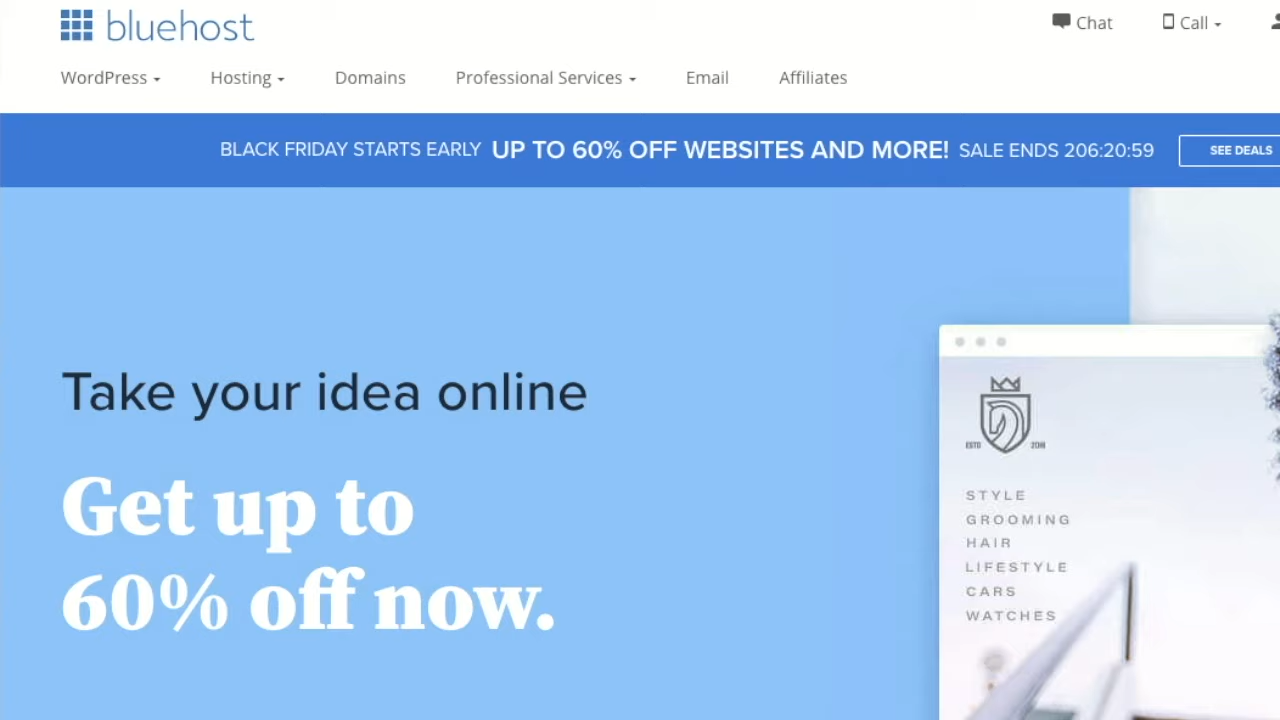 bluehost
Chat
Call
WordPress
Hosting
Domains
Professional Services
Email
Affiliates
BLACK FRIDAY STARTS EARLY UP TO 60% OFF WEBSITES AND MORE! SALE ENDS 206:20:59
SEE DEALS
Take your idea online
Get up to
60% off now.
ESTD 2018
STYLE
GROOMING
HAIR
LIFESTYLE
CARS
WATCHES